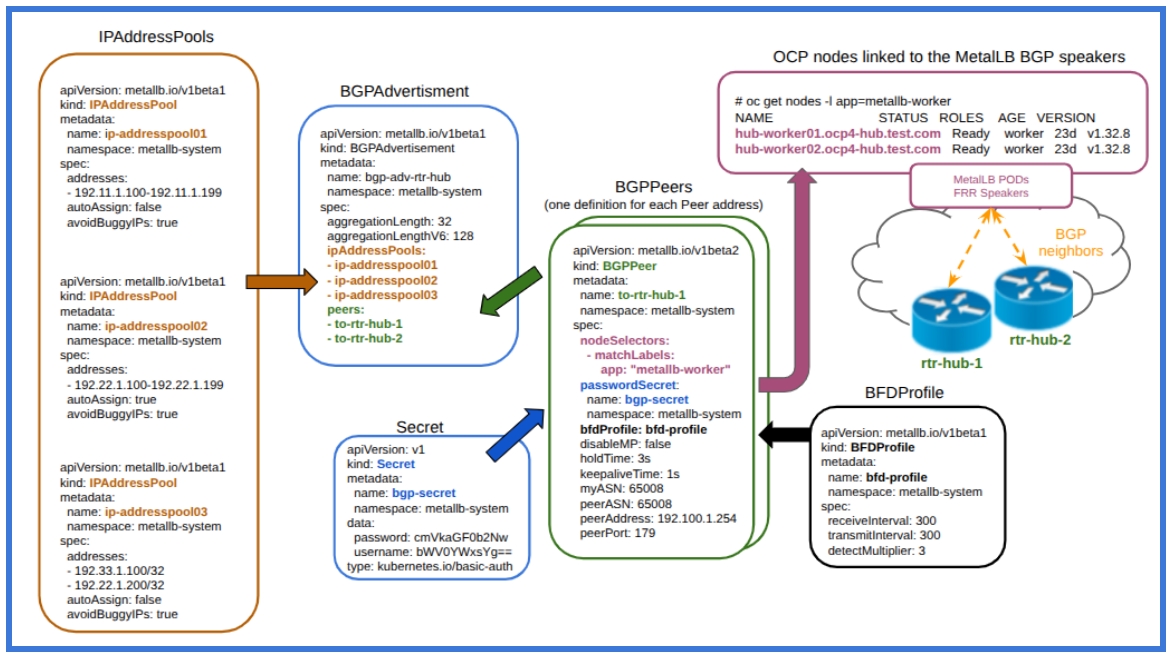 IPAddressPools
apiVersion: metallb.io/v1beta1
kind: IPAddressPool
metadata:
name: ip-addresspool01
namespace: metallb-system
spec:
addresses:
- 192.11.1.100-192.11.1.199
autoAssign: false
avoidBuggyIPs: true
apiVersion: metallb.io/v1beta1
kind: IPAddressPool
metadata:
name: ip-addresspool02
namespace: metallb-system
spec:
addresses:
- 192.22.1.100-192.22.1.199
autoAssign: true
avoidBuggyIPs: true
apiVersion: metallb.io/v1beta1
kind: IPAddressPool
metadata:
name: ip-addresspool03
namespace: metallb-system
spec:
addresses:
- 192.33.1.100/32
- 192.22.1.200/32
autoAssign: false
avoidBuggyIPs: true
BGPAdvertisment
apiVersion: metallb.io/v1beta1
kind: BGPAdvertisement
metadata:
name: bgp-adv-rtr-hub
namespace: metallb-system
spec:
aggregationLength: 32
aggregationLengthV6: 128
ipAddressPools:
- ip-addresspool01
- ip-addresspool02
- ip-addresspool03
peers:
- to-rtr-hub-1
- to-rtr-hub-2
Secret
apiVersion: v1
kind: Secret
metadata:
name: bgp-secret
namespace: metallb-system
data:
password: cmVkaGF0b2Nw
username: bWV0YWxsYg==
type: kubernetes.io/basic-auth
BGPPeers
(one definition for each Peer address)
apiVersion: metallb.io/v1beta2
kind: BGPPeer
metadata:
name: to-rtr-hub-1
namespace: metallb-system
spec:
nodeSelectors:
- matchLabels:
app: "metallb-worker"
passwordSecret:
name: bgp-secret
namespace: metallb-system
bfdProfile: bfd-profile
disableMP: false
holdTime: 3s
keepaliveTime: 1s
myASN: 65008
peerASN: 65008
peerAddress: 192.100.1.254
peerPort: 179
OCP nodes linked to the MetalLB BGP speakers
# oc get nodes -l app=metallb-worker
NAME STATUS ROLES AGE VERSION
hub-worker01.ocp4-hub.test.com Ready worker 23d v1.32.8
hub-worker02.ocp4-hub.test.com Ready worker 23d v1.32.8
MetalLB PODs
FRR Speakers
BGP
neighbors
rtr-hub-1
rtr-hub-2
BFDProfile
apiVersion: metallb.io/v1beta1
kind: BFDProfile
metadata:
name: bfd-profile
namespace: metallb-system
spec:
receiveInterval: 300
transmitInterval: 300
detectMultiplier: 3